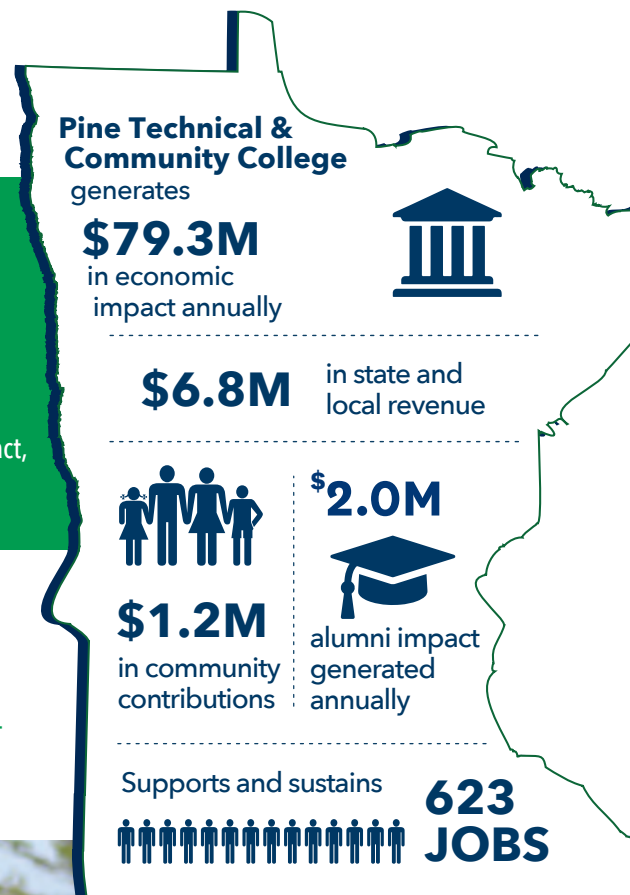 Pine Technical &
Community College
generates
$79.3M
in economic
impact annually
$6.8M
in state and
local revenue
$1.2M
in community
contributions
$2.0M
alumni impact
generated
annually
Supports and sustains
623
JOBS